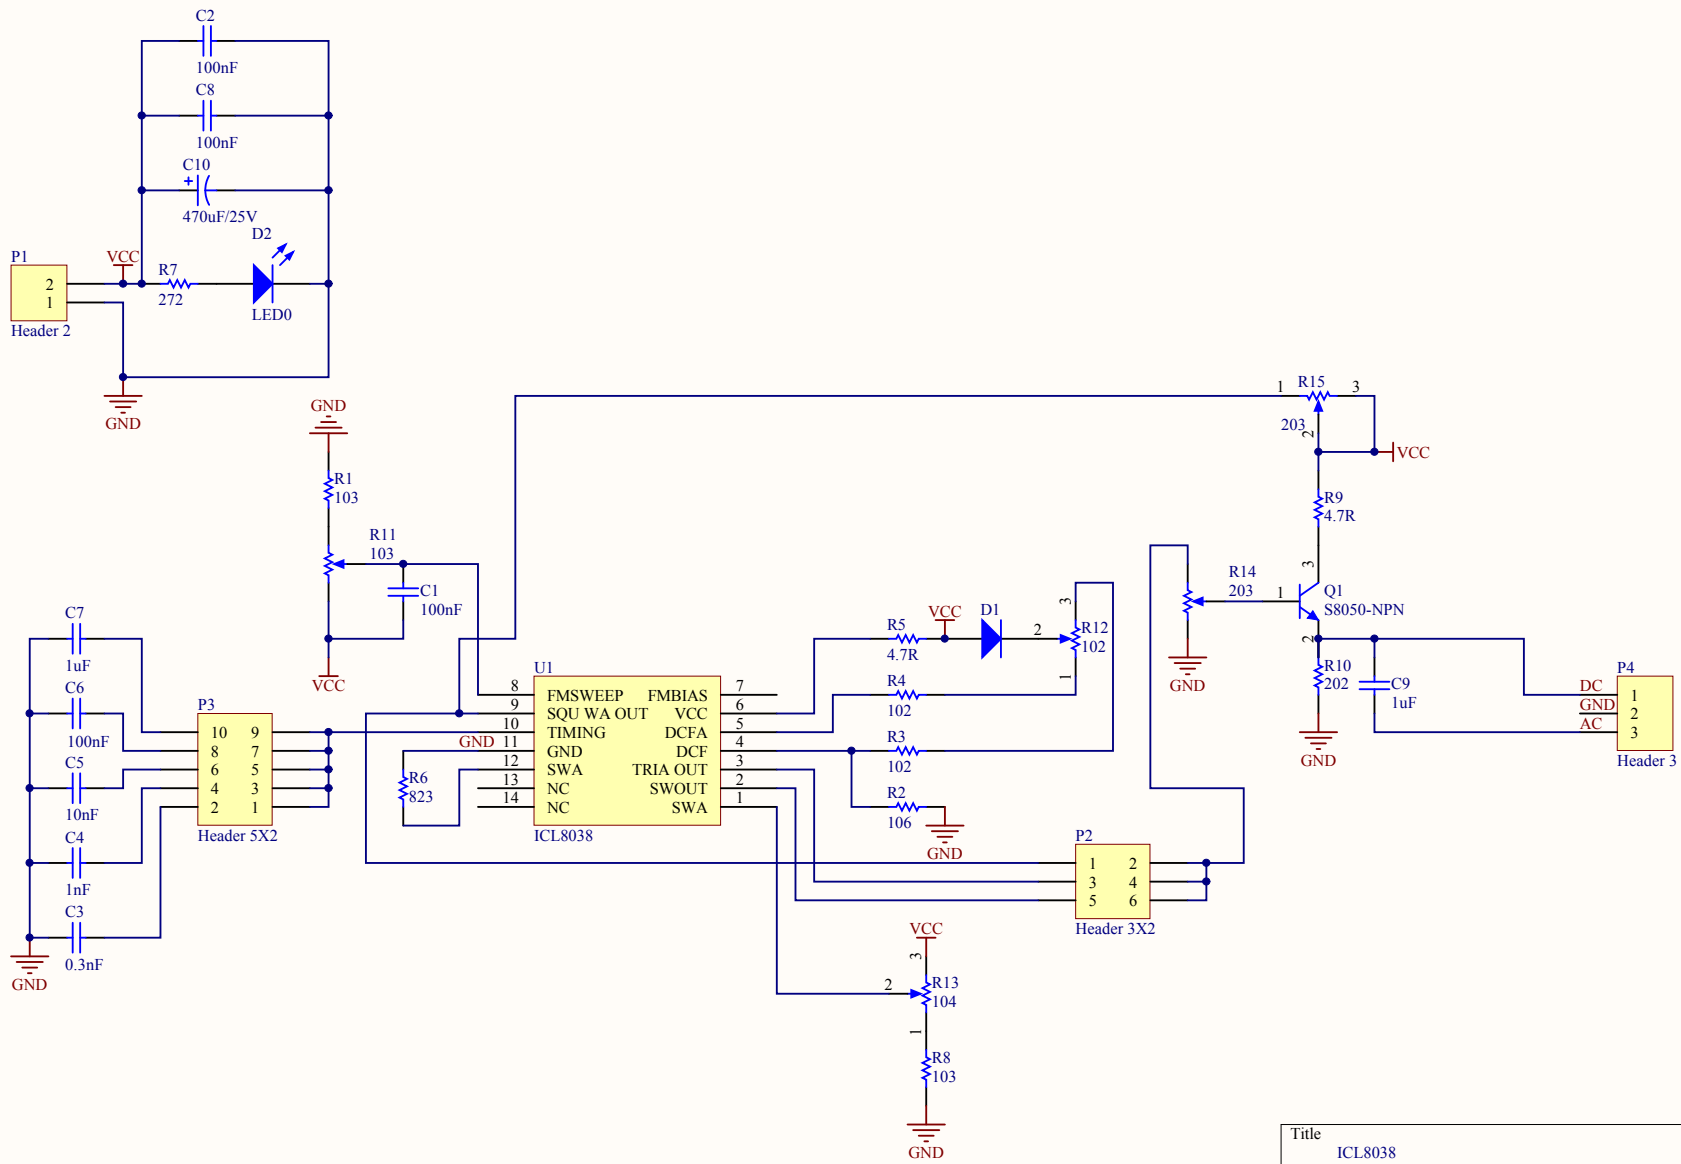 C2
100nF
C8
100nF
C10
+
470uF/25V
D2
LED0
P1
2
1
Header 2
VCC
R7
272
GND
GND
R1
103
R11
103
C1
100nF
VCC
1 R15 3
203
2
VCC
R9
4.7R
3
R14
203
1
Q1
S8050-NPN
2
R10
202
C9
1uF
GND
GND
P4
DC 1
GND 2
AC 3
Header 3
C7
1uF
C6
100nF
C5
10nF
C4
1nF
C3
0.3nF
GND
P3
10 9
8 7
6 5
4 3
2 1
Header 5X2
GND
R6
823
U1
8 FMSWEEP FMBIAS 7
9 SQU WA OUT VCC 6
10 TIMING DCFA 5
11 GND DCF 4
12 SWA TRIA OUT 3
13 NC SWOUT 2
14 NC SWA 1
ICL8038
R5
4.7R
VCC
D1
2
3
R12
102
1
R4
102
R3
102
R2
106
GND
P2
1 2
3 4
5 6
Header 3X2
VCC
3
2
R13
104
1
R8
103
GND
Title
ICL8038